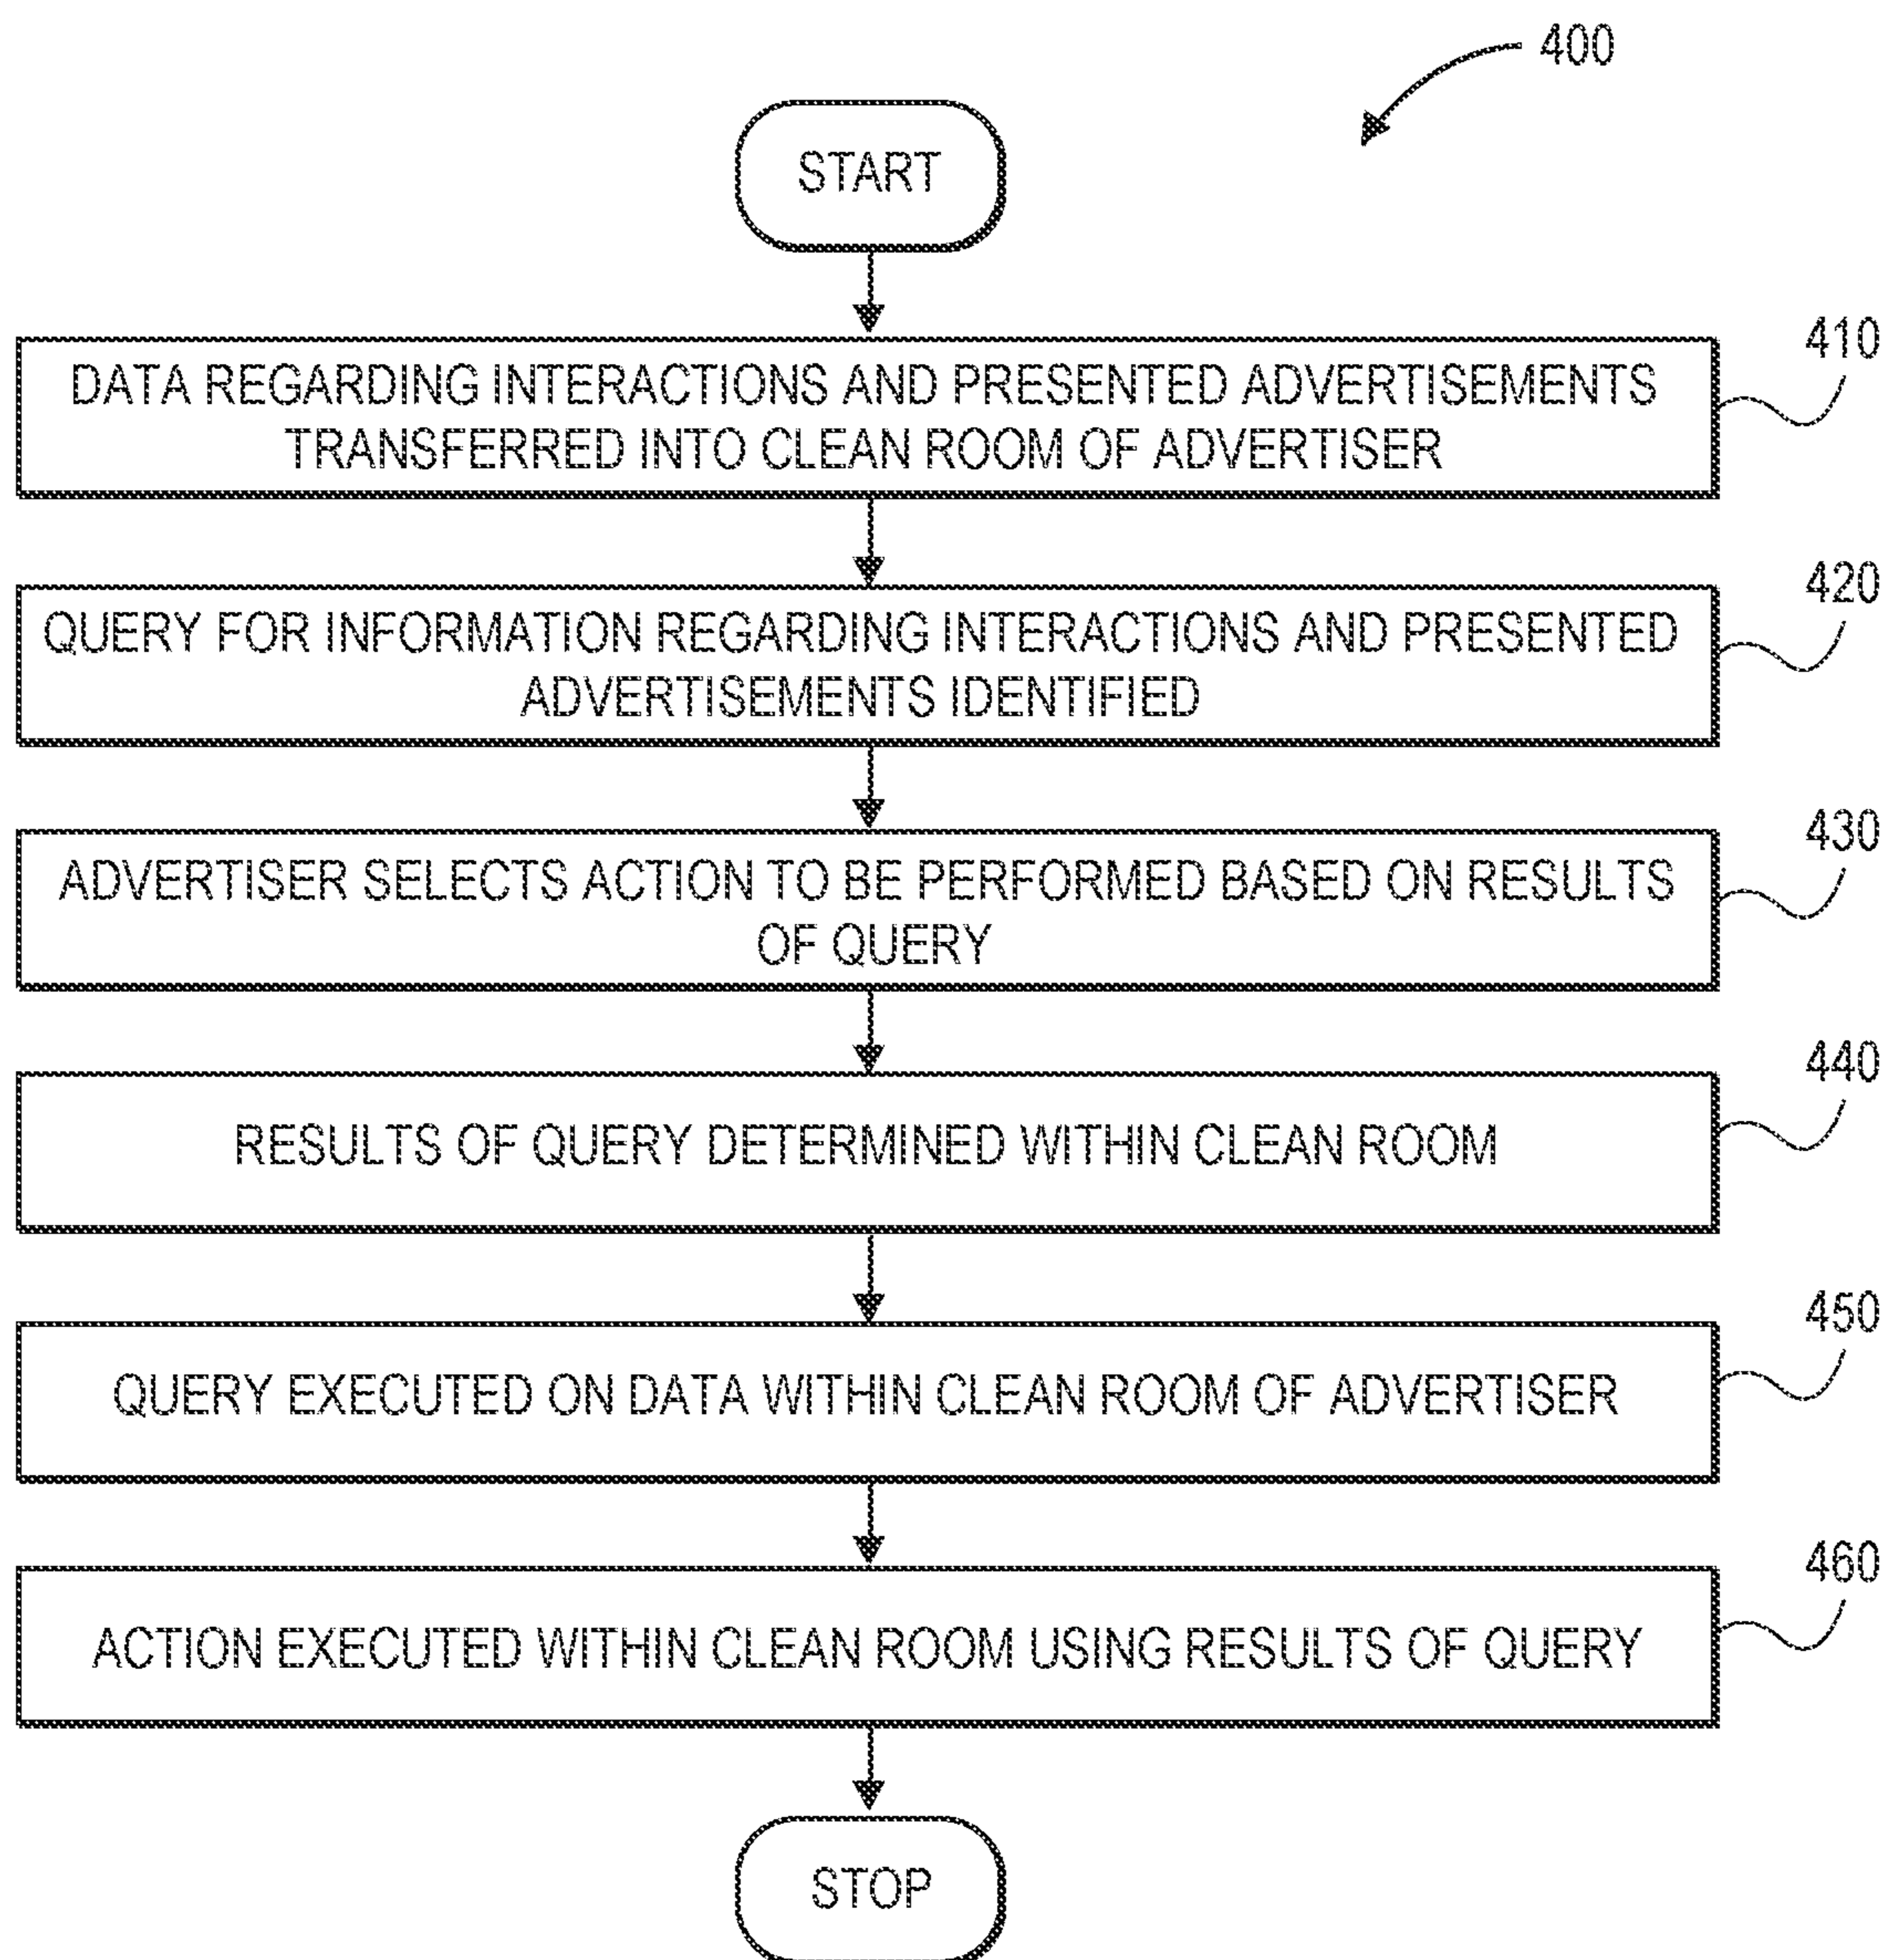 400
START
DATA REGARDING INTERACTIONS AND PRESENTED ADVERTISEMENTS
TRANSFERRED INTO CLEAN ROOM OF ADVERTISER
410
QUERY FOR INFORMATION REGARDING INTERACTIONS AND PRESENTED
ADVERTISEMENTS IDENTIFIED
420
ADVERTISER SELECTS ACTION TO BE PERFORMED BASED ON RESULTS
OF QUERY
430
RESULTS OF QUERY DETERMINED WITHIN CLEAN ROOM
440
QUERY EXECUTED ON DATA WITHIN CLEAN ROOM OF ADVERTISER
450
ACTION EXECUTED WITHIN CLEAN ROOM USING RESULTS OF QUERY
460
STOP